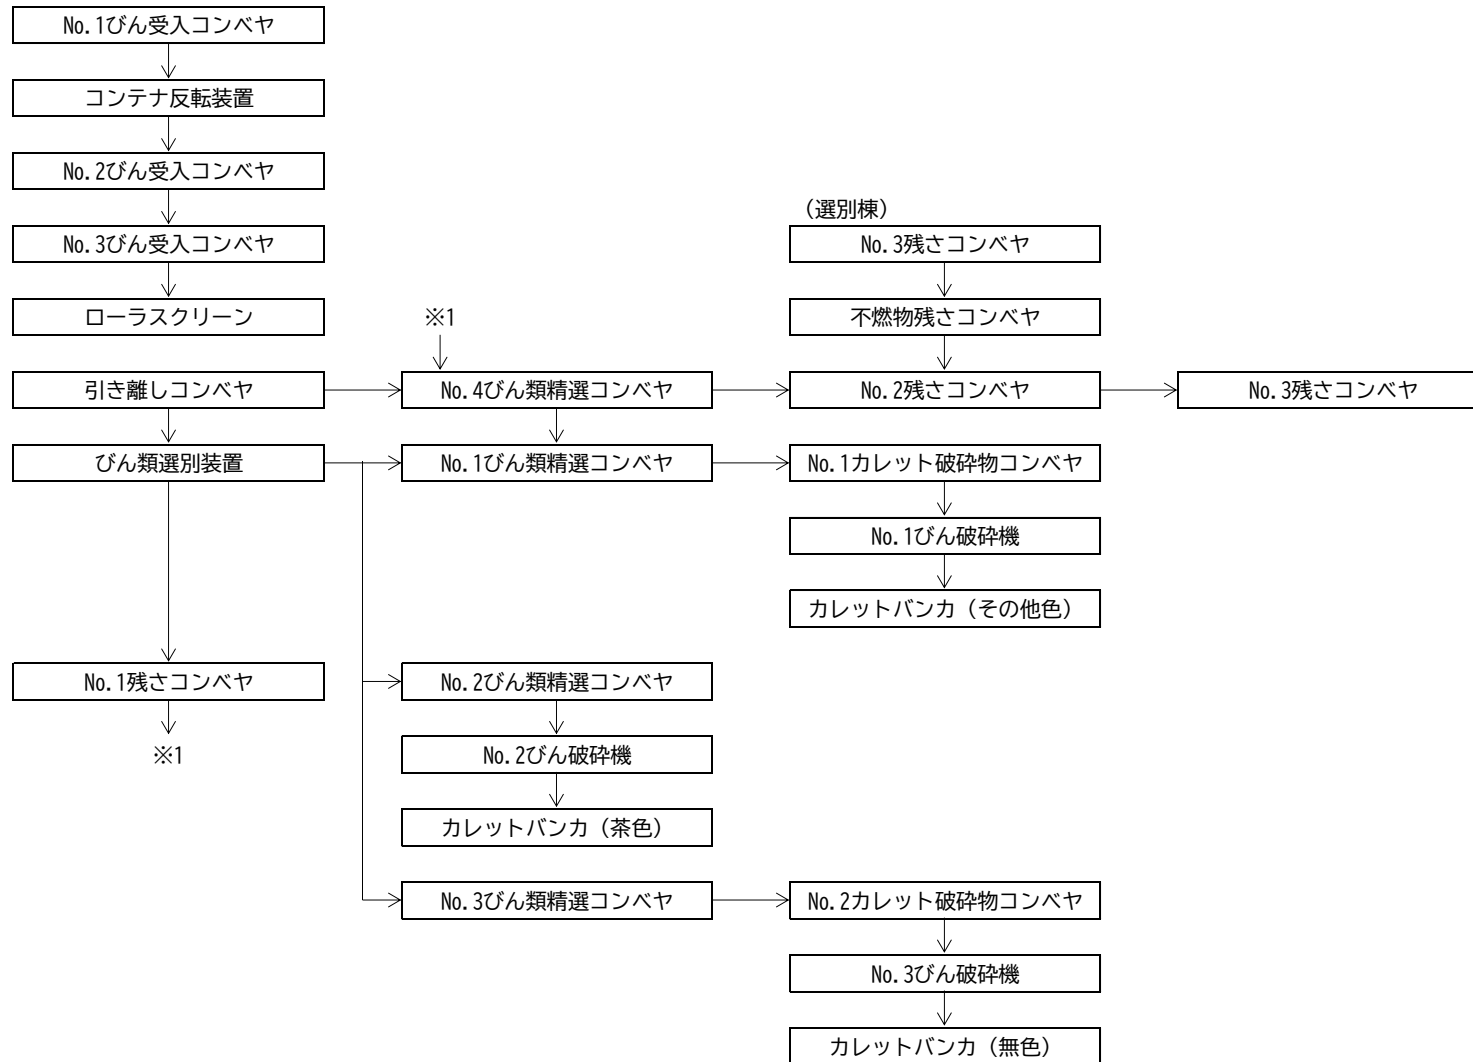 No.1びん受入コンベヤ
コンテナ反転装置
No.2びん受入コンベヤ
(選別棟)
No.3びん受入コンベヤ
No.3残さコンベヤ
ローラスクリーン
※1
不燃物残さコンベヤ
引き離しコンベヤ
No.4びん類精選コンベヤ
No.2残さコンベヤ
No.3残さコンベヤ
びん類選別装置
No.1びん類精選コンベヤ
No.1カレット破砕物コンベヤ
No.1びん破砕機
カレットバンカ（その他色）
No.1残さコンベヤ
No.2びん類精選コンベヤ
※1
No.2びん破砕機
カレットバンカ（茶色）
No.3びん類精選コンベヤ
No.2カレット破砕物コンベヤ
No.3びん破砕機
カレットバンカ（無色）